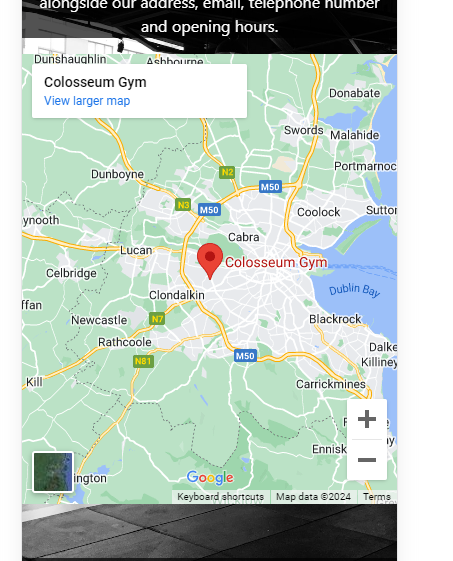 alongside our address, email, telephone number
and opening hours.
Dunshaughlin
Ashbourne
Colosseum Gym
View larger map
Donabate
Swords
Malahide
Portmarnoc
N2
Dunboyne
M50
N3
M50
Coolock
Sutton
ynooth
Cabra
Lucan
Colosseum Gym
Celbridge
Dublin Bay
Clondalkin
ffan
Newcastle
N7
Blackrock
Rathcoole
Dalke
M50
Killiney
N81
Kill
Carrickmines
Ennisk
ington
Google
Keyboard shortcuts
Map data ©2024
Terms